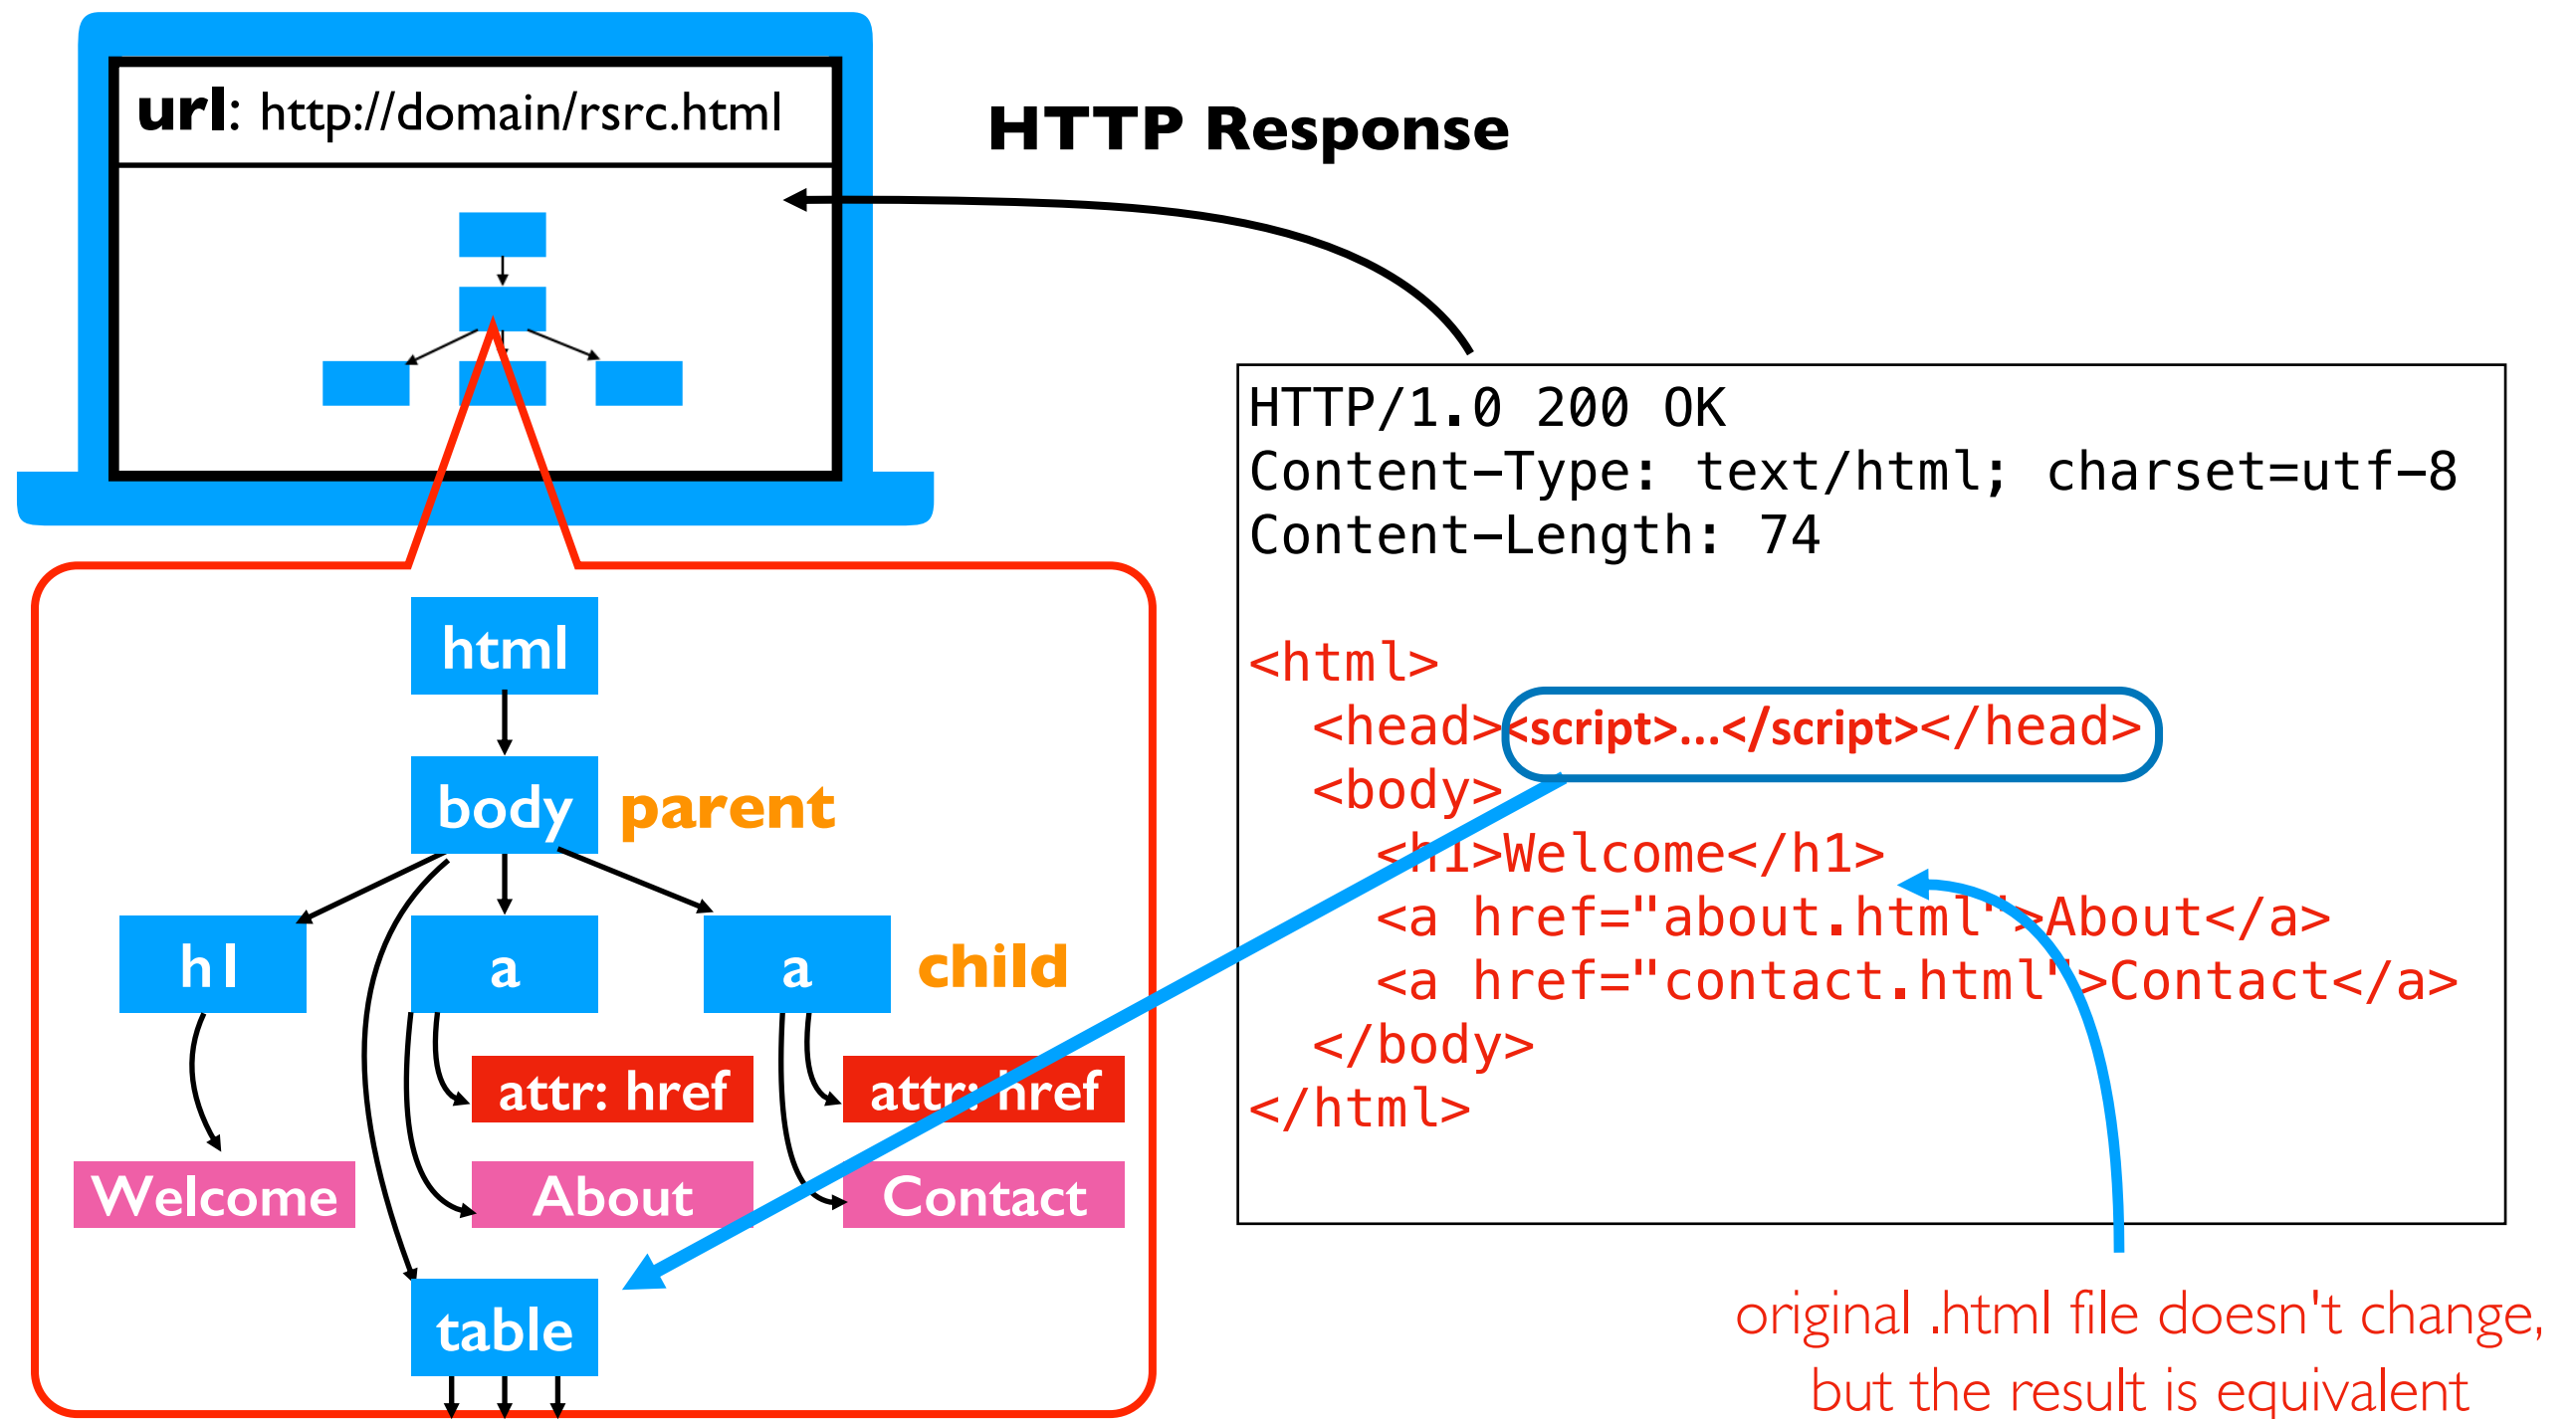 url: http://domain/rsrc.html
HTTP Response
HTTP/1.0 200 OK
Content-Type: text/html; charset=utf-8
Content-Length: 74
<html>
<head><script>...</script></head>
<body>
<h1>Welcome</h1>
<a href="about.html">About</a>
<a href="contact.html">Contact</a>
</body>
</html>
html
body parent
h1 a a child
attr: href attr: href
Welcome About Contact
table
original .html file doesn't change,
but the result is equivalent